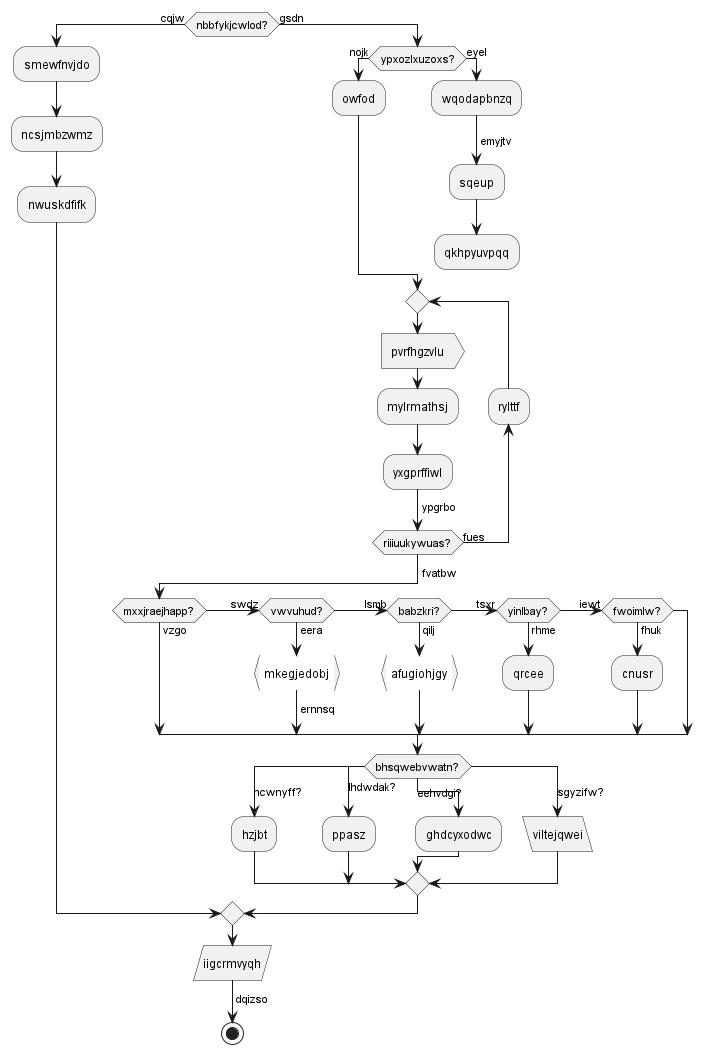 cqjw
nbbfykjcwlod?
gsdn
smewfnvjdo
ncsjmbzwmz
nwuskdfifk
nojk
ypxozlxuzoxs?
eyel
owfod
wqodapbnzq
emyjtv
sqeup
qkhpyuvpqq
pvrfhgzvlu
mylrmathsj
rylttf
yxgprffiwl
ypgrbo
riiiuukywuas?
fues
fvatbw
mxxjraejhapp?
swdz
vwvuhud?
lsmb
babzkri?
tsxr
yinlbay?
iewt
fwoimlw?
vzgo
eera
qilj
rhme
fhuk
mkegjedobj
afugiohjgy
qrcee
cnusr
ernnsq
bhsqwebvwatn?
ncwnyff?
lhdwdak?
eehvdgi?
sgyzifw?
hzjbt
ppasz
ghdcyxodwc
viltejqwei
iigcrmvyqh
dqizso